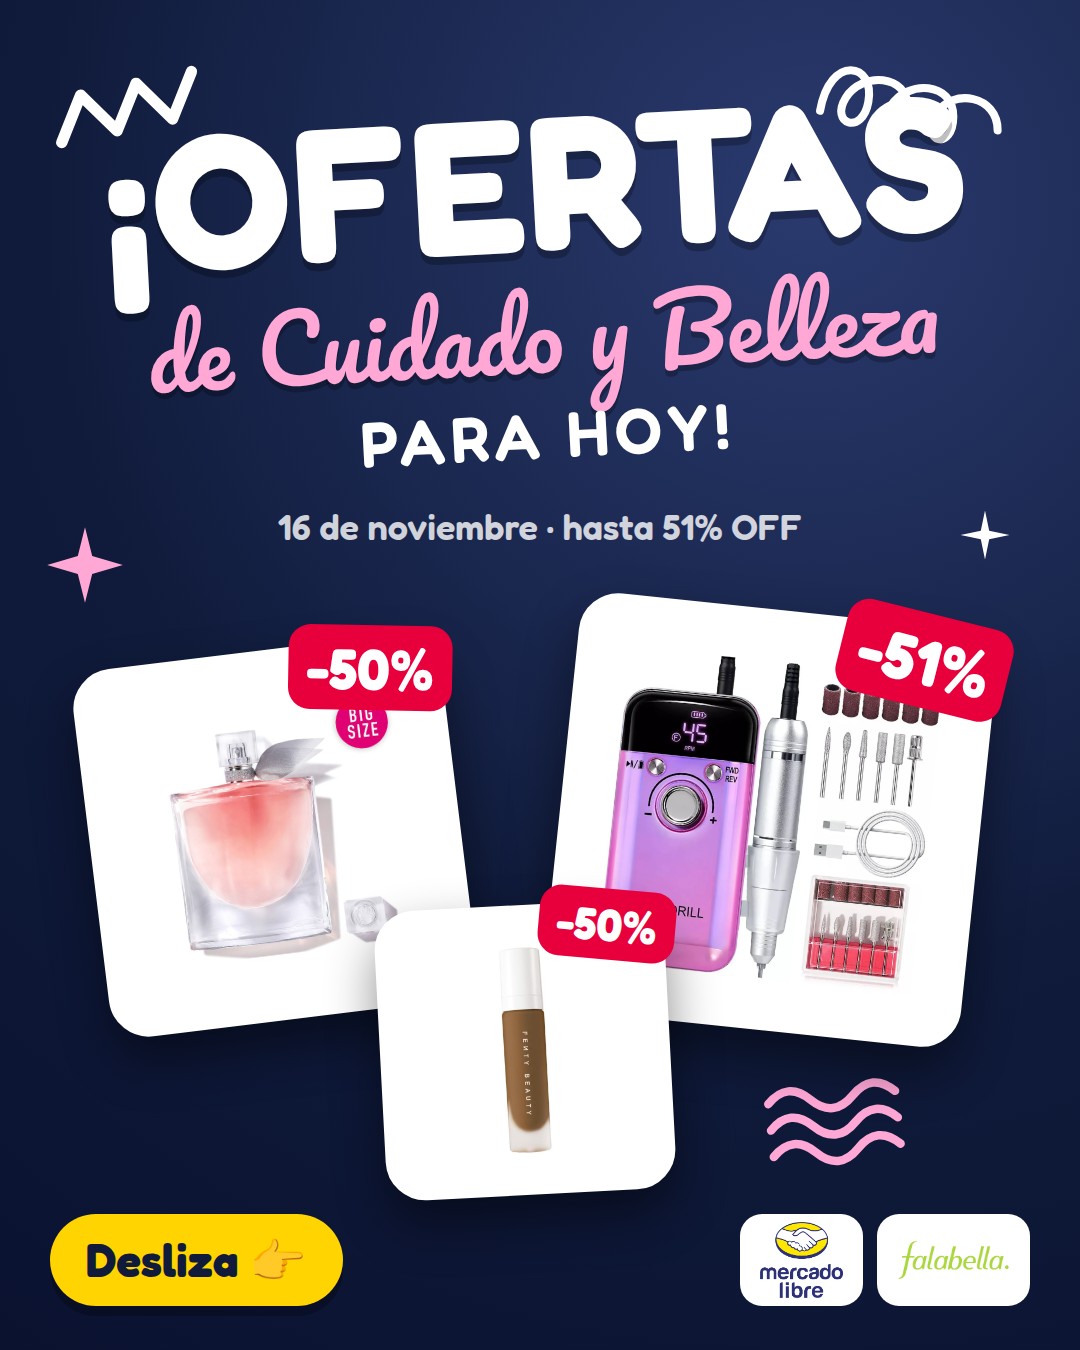 ¡OFERTAS
de Cuidado y Belleza
PARA HOY!
16 de noviembre · hasta 51% OFF
-50%
BIG
SIZE
-51%
45
RPM
FWD
REV
-50%
FENTY BEAUTY
Desliza 👉
mercado
libre
falabella.